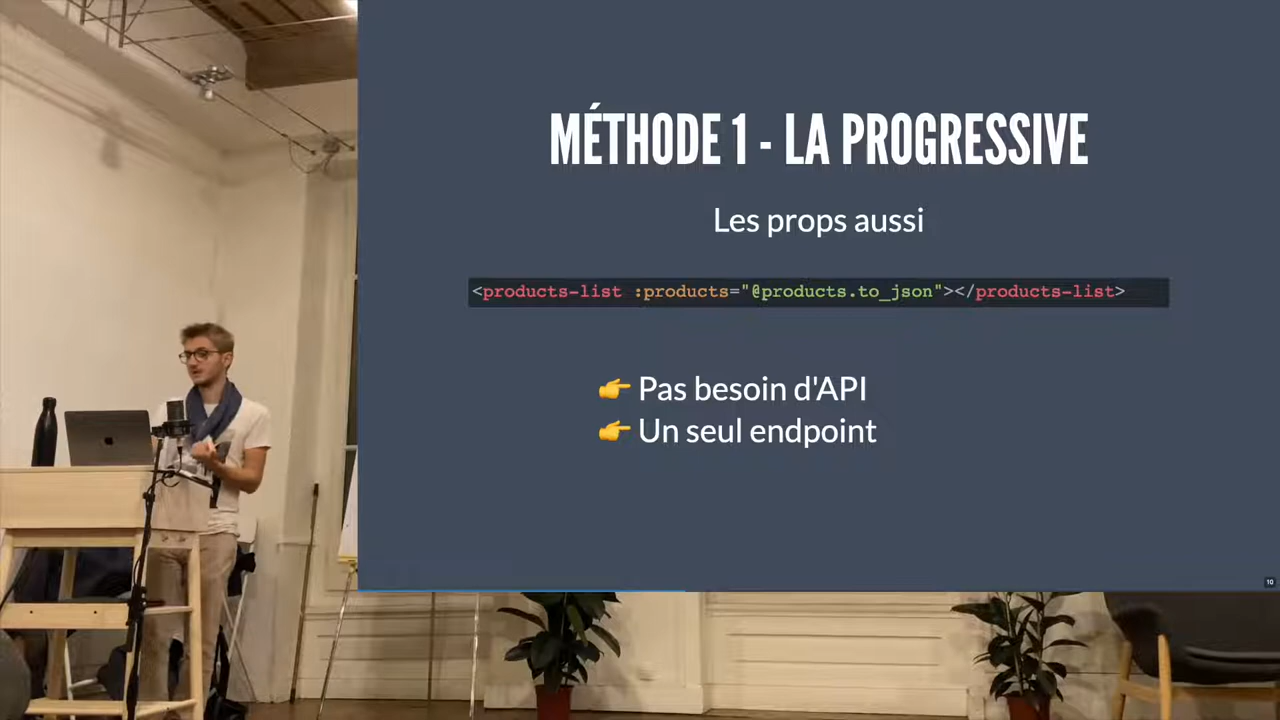 MÉTHODE 1 - LA PROGRESSIVE
Les props aussi
<products-list :products="@products.to_json"></products-list>
👉 Pas besoin d'API
👉 Un seul endpoint
10